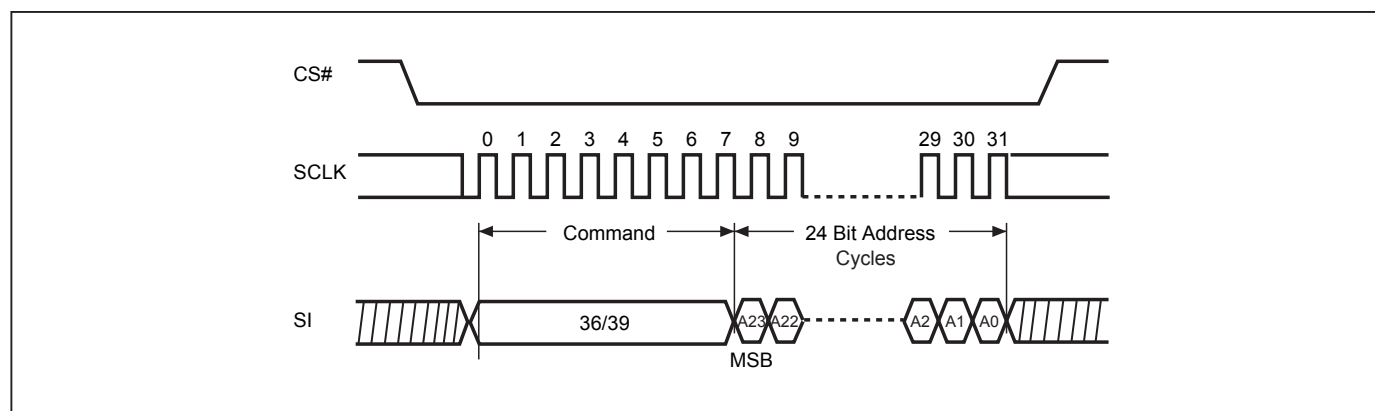 CS#
0 1 2 3 4 5 6 7 8 9 29 30 31
SCLK
Command 24 Bit Address
Cycles
SI 36/39 A23 A22 A2 A1 A0
MSB